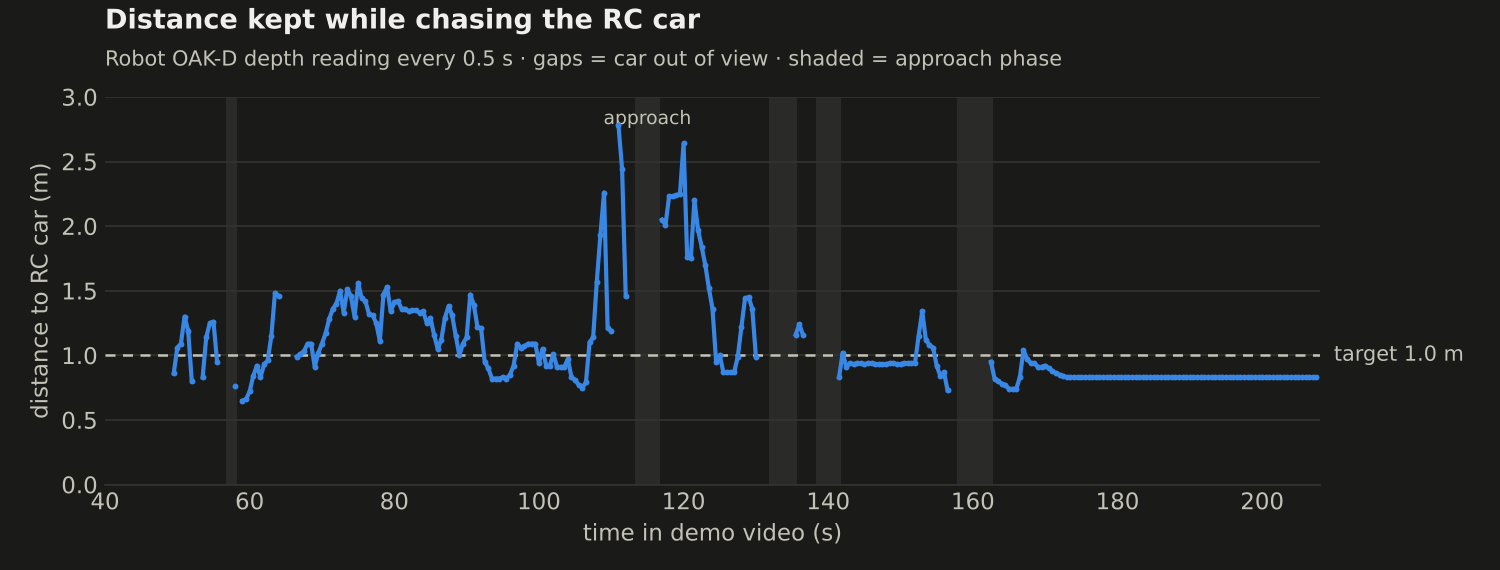 Distance kept while chasing the RC car
Robot OAK-D depth reading every 0.5 s · gaps = car out of view · shaded = approach phase
3.0
2.5
2.0
1.5
1.0
0.5
0.0
distance to RC car (m)
approach
target 1.0 m
40 60 80 100 120 140 160 180 200
time in demo video (s)